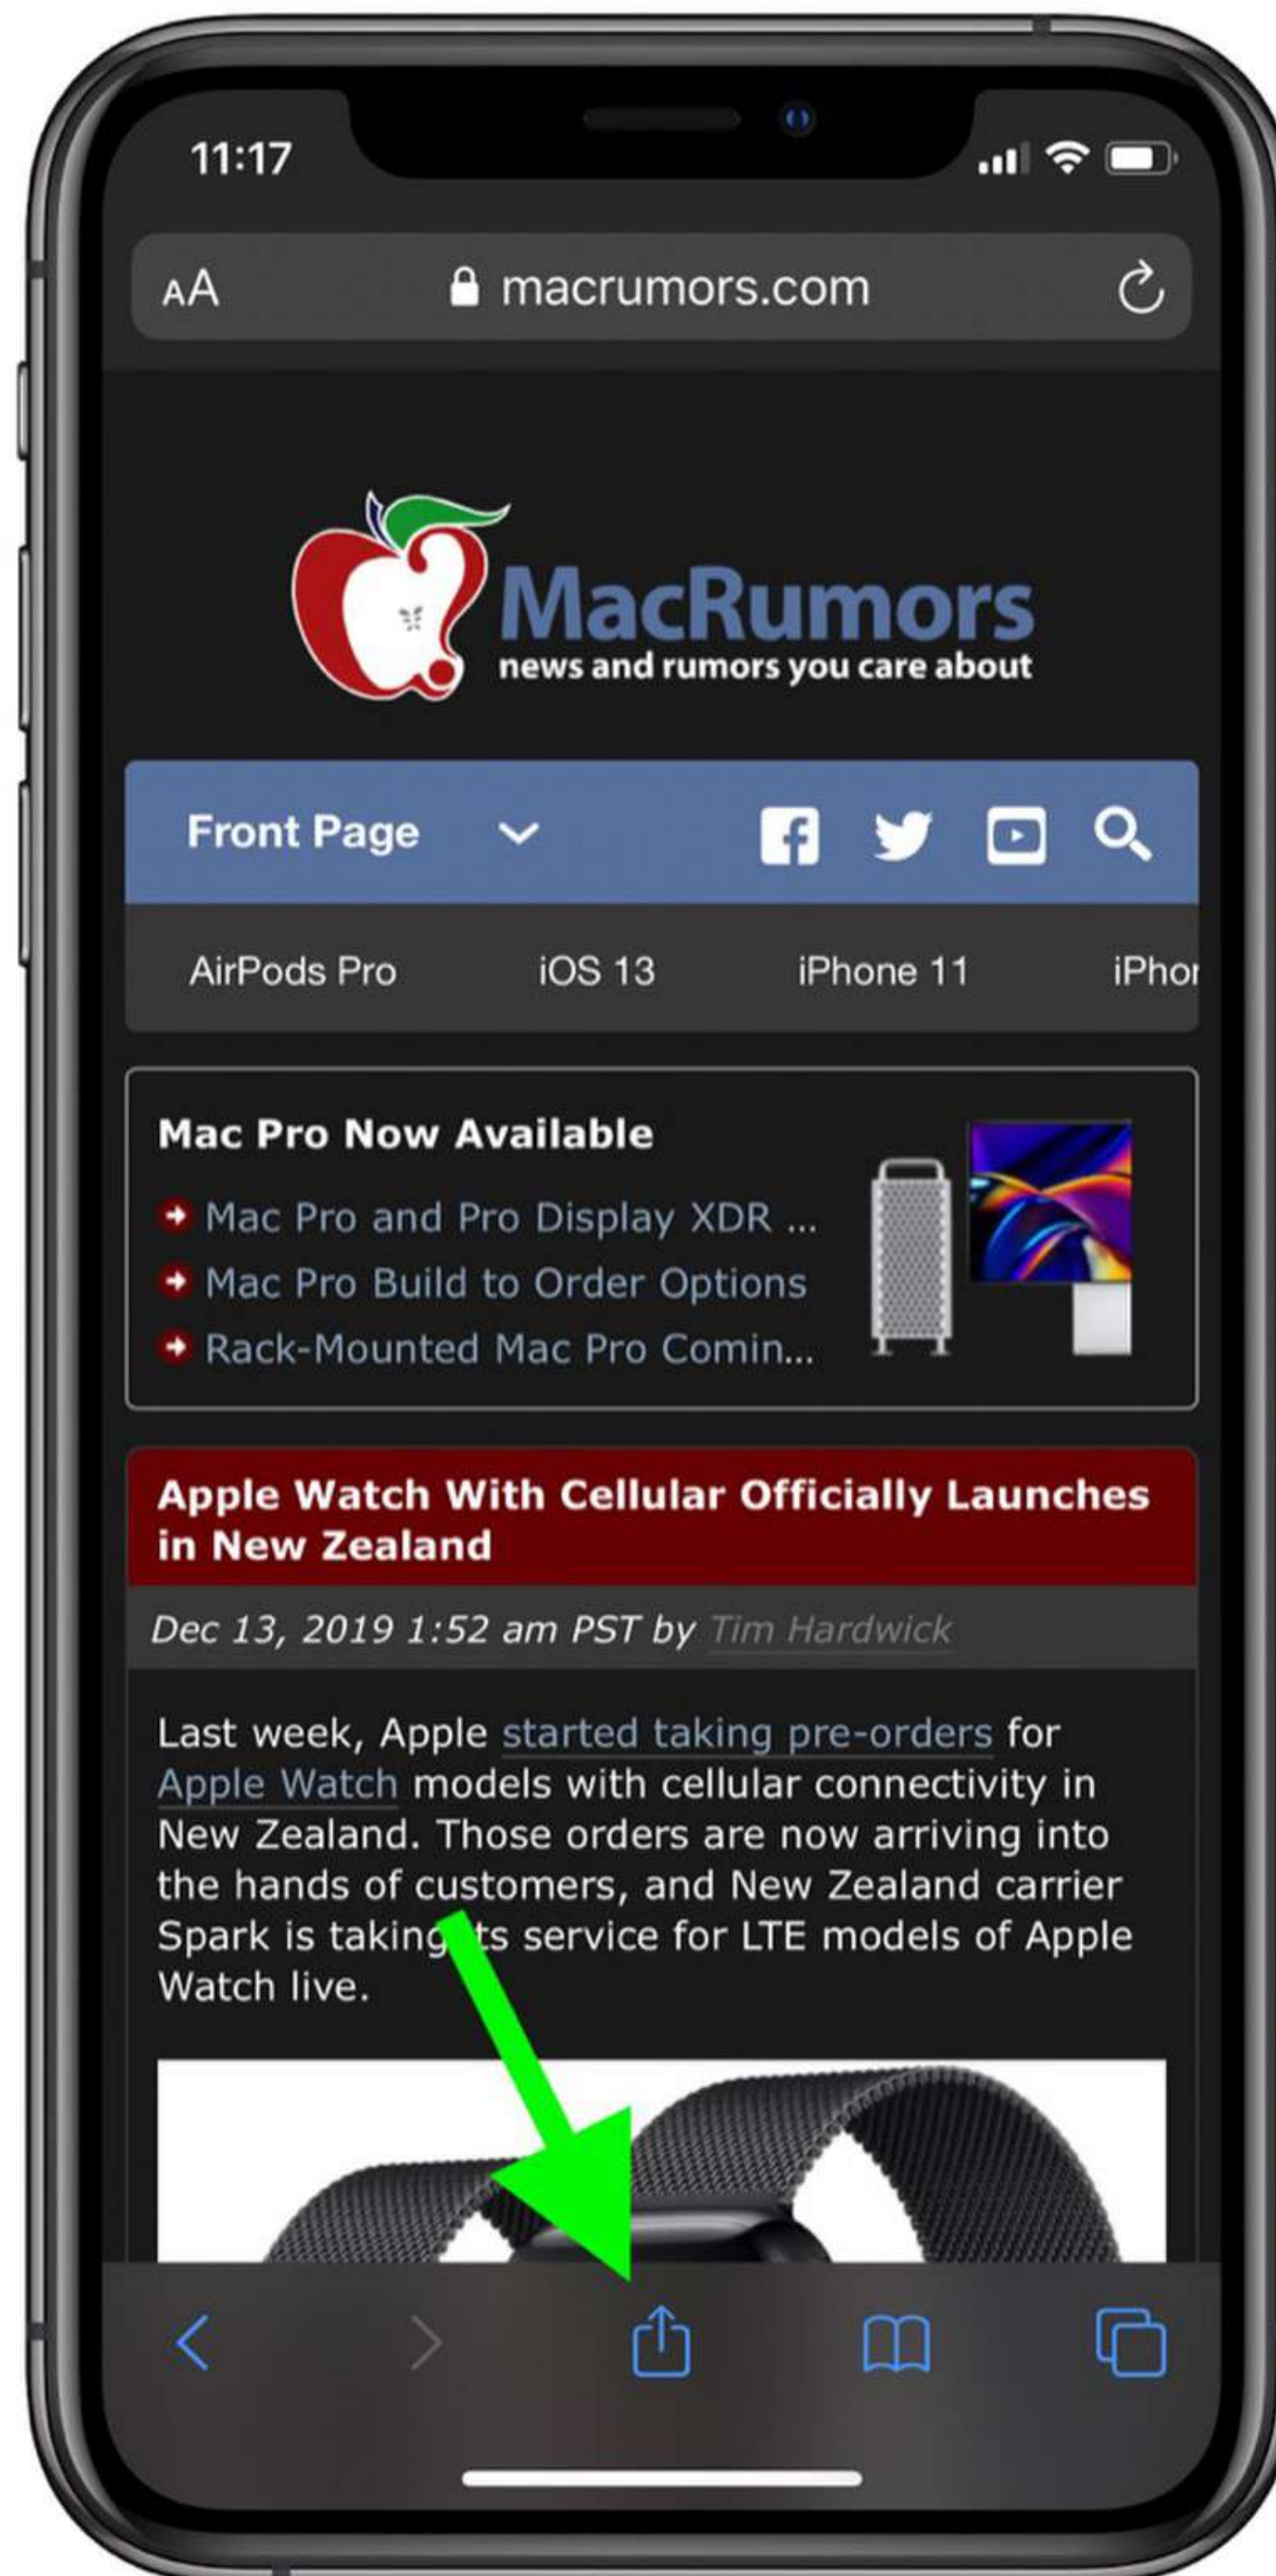 11:17
AA macrumors.com
MacRumors
news and rumors you care about
Front Page
AirPods Pro iOS 13 iPhone 11 iPhor
Mac Pro Now Available
Mac Pro and Pro Display XDR ...
Mac Pro Build to Order Options
Rack-Mounted Mac Pro Comin...
Apple Watch With Cellular Officially Launches
in New Zealand
Dec 13, 2019 1:52 am PST by Tim Hardwick
Last week, Apple started taking pre-orders for
Apple Watch models with cellular connectivity in
New Zealand. Those orders are now arriving into
the hands of customers, and New Zealand carrier
Spark is taking ts service for LTE models of Apple
Watch live.